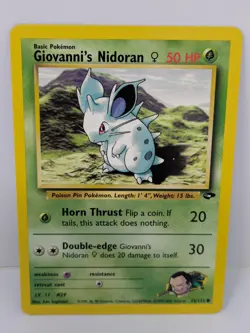 Basic Pokémon
Giovanni's Nidoran ♀ 50 HP
Poison Pin Pokémon. Length: 1' 4", Weight: 15 lbs.
Horn Thrust Flip a coin. If
tails, this attack does nothing.
20
Double-edge Giovanni's
Nidoran ♀ does 20 damage to itself.
30
weakness resistance
retreat cost